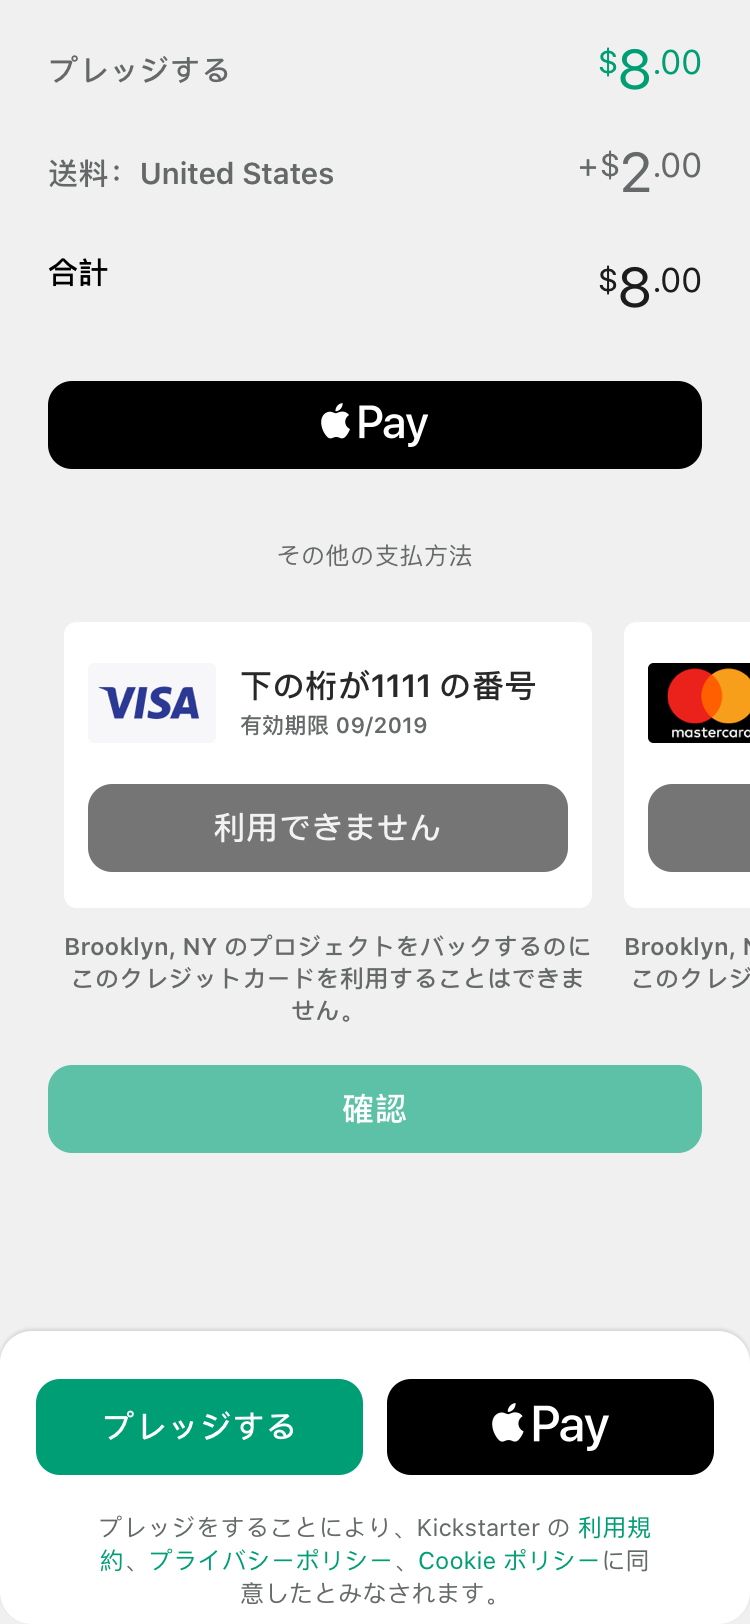 プレッジする $8.00
送料： United States +$2.00
合計 $8.00
Pay
その他の支払方法
VISA
下の桁が1111 の番号
有効期限 09/2019
mastercard
利用できません
Brooklyn, NY のプロジェクトをバックするのに
このクレジットカードを利用することはできま
せん。
Brooklyn, N
このクレジ
確認
プレッジする
Pay
プレッジをすることにより、Kickstarter の 利用規
約、プライバシーポリシー、Cookie ポリシーに同
意したとみなされます。